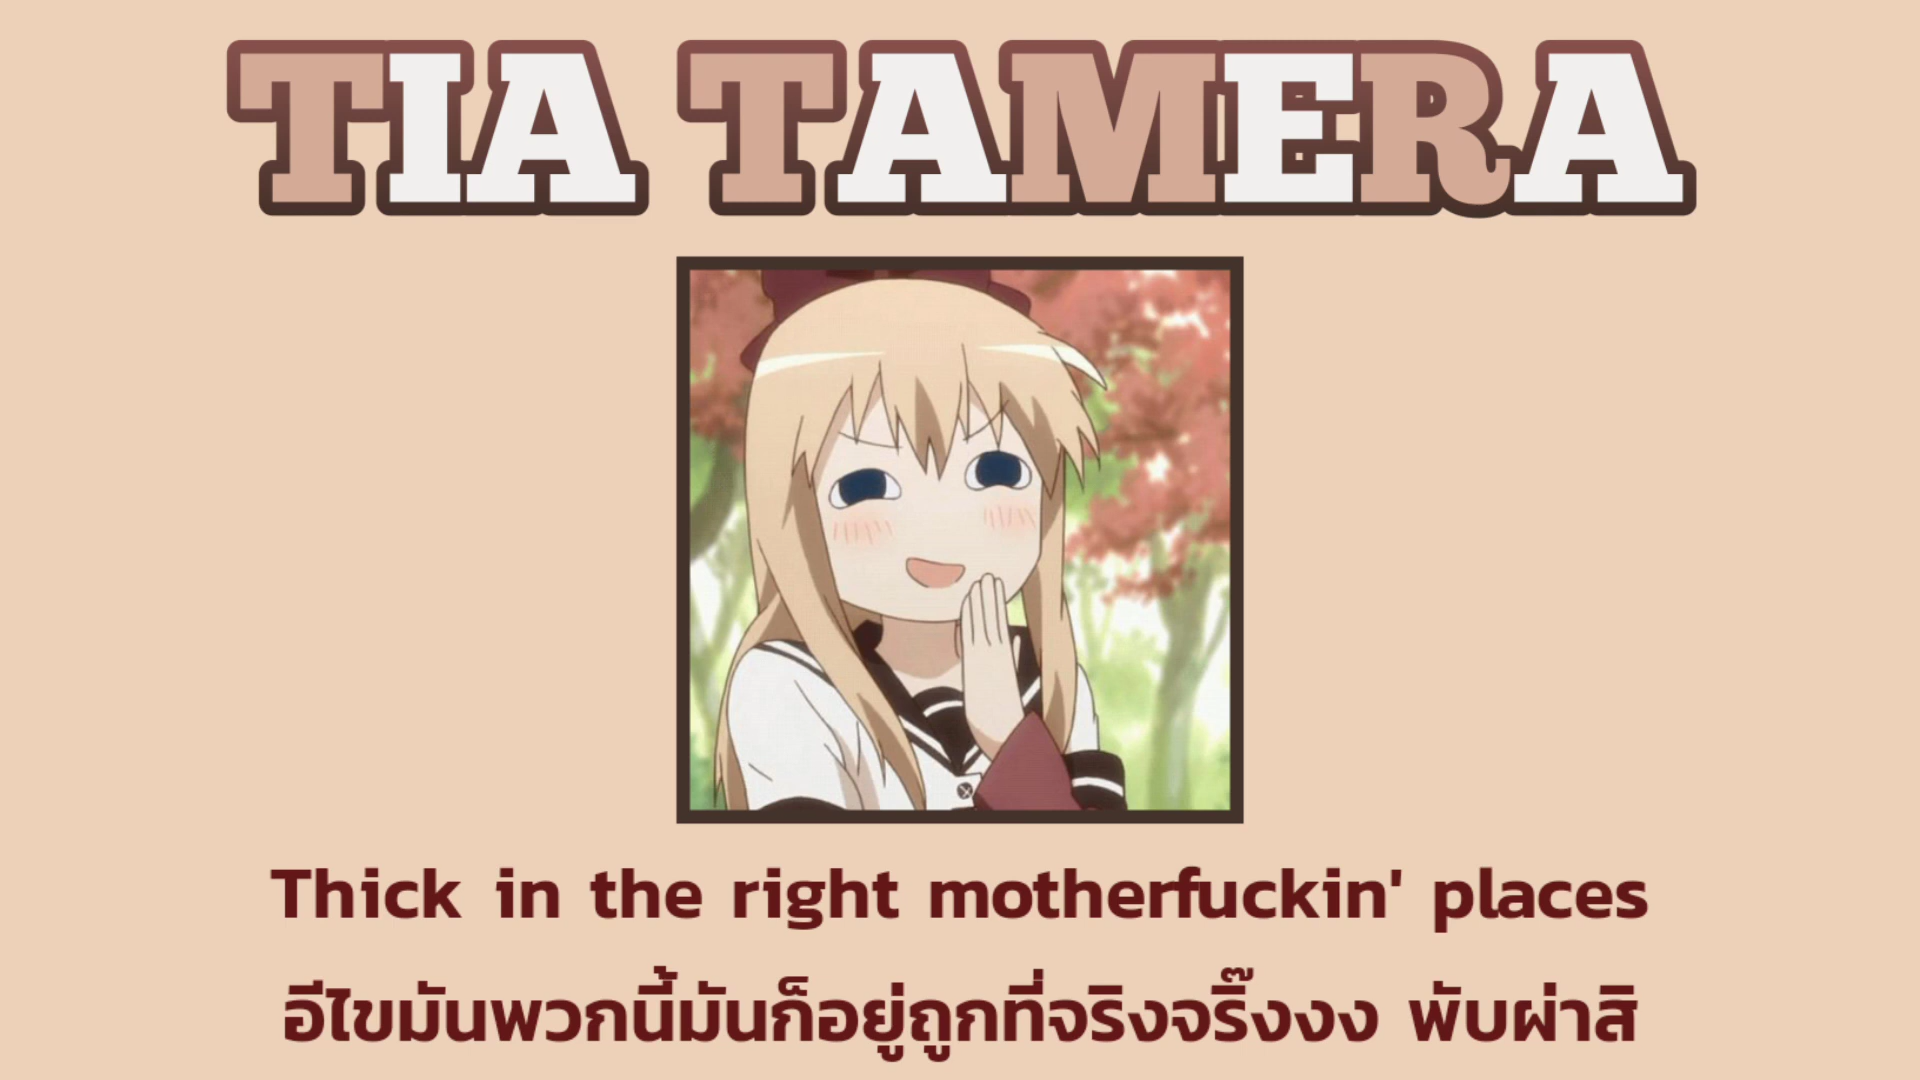 TIA TAMERA
Thick in the right motherfuckin' places
อีไขมันพวกนี้มันก็อยู่ถูกที่จริงจริ๊งงง พับผ่าสิ